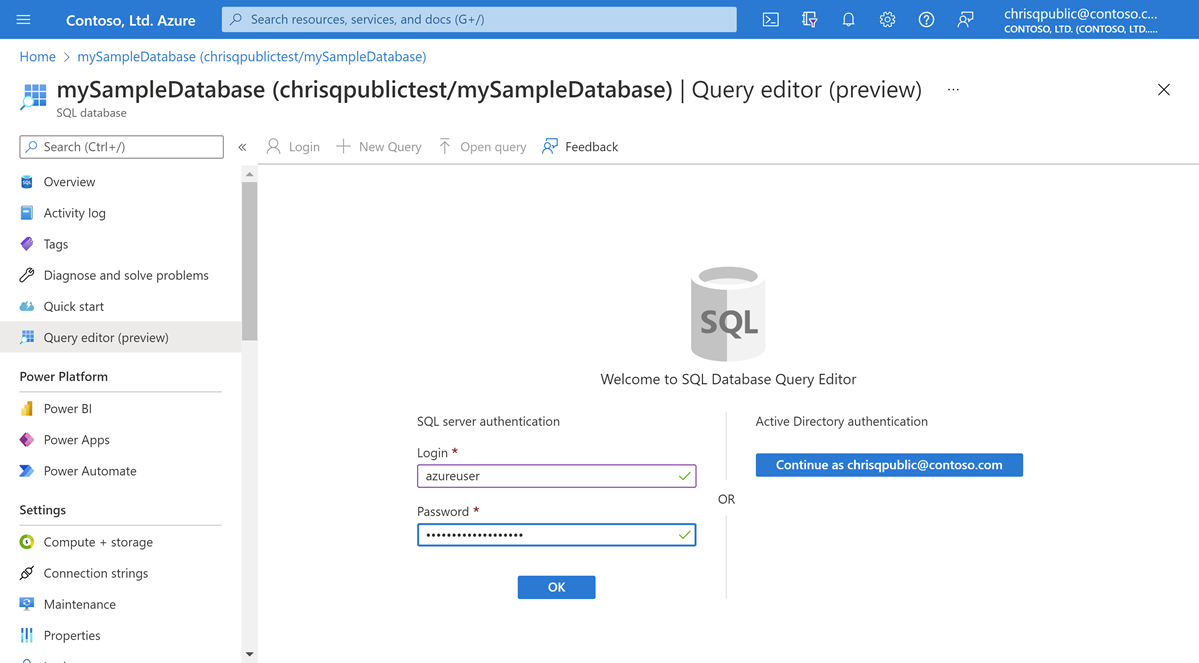 Contoso, Ltd. Azure
Search resources, services, and docs (G+/)
chrisqpublic@contoso.c...
CONTOSO, LTD. (CONTOSO, LTD....
Home > mySampleDatabase (chrisqpublictest/mySampleDatabase)
mySampleDatabase (chrisqpublictest/mySampleDatabase) | Query editor (preview) ...
SQL database
Search (Ctrl+/)
«
Login
New Query
Open query
Feedback
SQL Overview
Activity log
Tags
Diagnose and solve problems
Quick start
Query editor (preview)
Power Platform
Power BI
Power Apps
Power Automate
Settings
Compute + storage
Connection strings
Maintenance
Properties
SQL
Welcome to SQL Database Query Editor
SQL server authentication
Login *
azureuser
Password *
•••••••••••••••••••
OK
OR
Active Directory authentication
Continue as chrisqpublic@contoso.com